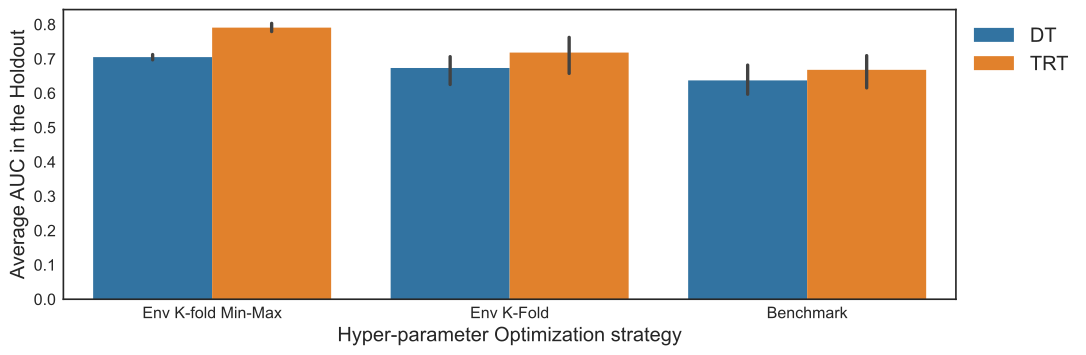 Average AUC in the Holdout
0.8
0.7
0.6
0.5
0.4
0.3
0.2
0.1
0.0
Env K-fold Min-Max
Env K-Fold
Benchmark
Hyper-parameter Optimization strategy
DT
TRT